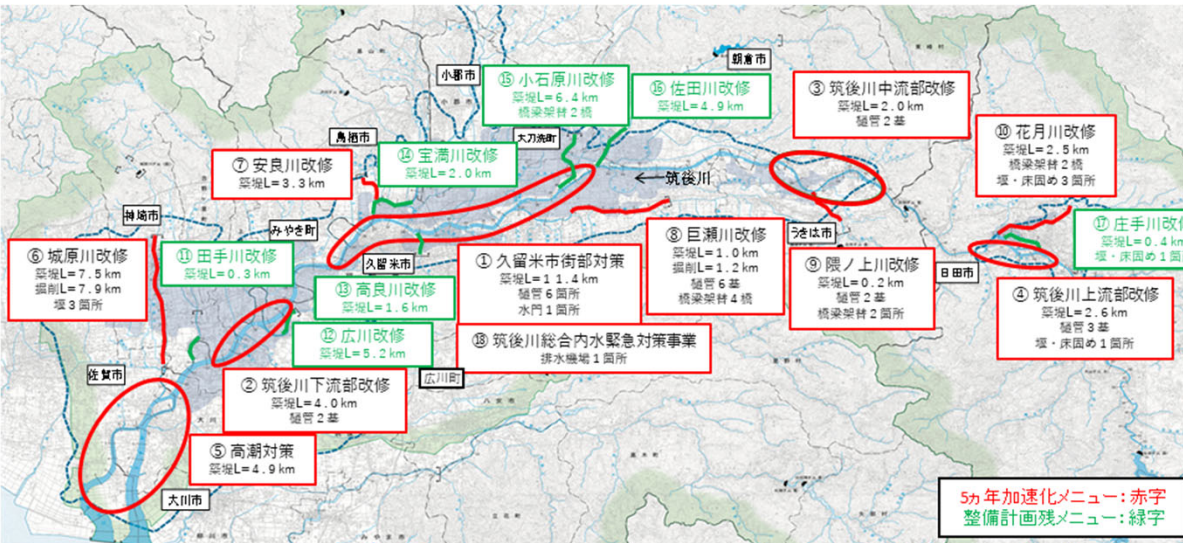 ⑮ 小石原川改修
築堤L=6.4km
橋梁架替2橋
⑯ 佐田川改修
築堤L=4.9km
③ 筑後川中流部改修
築堤L=2.0km
樋管2基
⑩ 花月川改修
築堤L=2.5km
橋梁架替2橋
堰・床固め3箇所
小郡市
朝倉市
鳥栖市
大刀洗町
⑦ 安良川改修
築堤L=3.3km
⑭ 宝満川改修
築堤L=2.0km
←筑後川
神埼市
みやき町
久留米市
うきは市
日田市
⑰ 庄手川改修
築堤L=0.4km
堰・床固め1箇所
⑥ 城原川改修
築堤L=7.5km
掘削L=7.9km
堰3箇所
⑪ 田手川改修
築堤L=0.3km
① 久留米市街部対策
築堤L=11.4km
樋管6箇所
水門1箇所
⑧ 巨瀬川改修
築堤L=1.0km
掘削L=1.2km
樋管6基
橋梁架替4橋
⑨ 隈ノ上川改修
築堤L=0.2km
樋管2基
橋梁架替2箇所
④ 筑後川上流部改修
築堤L=2.6km
樋管3基
堰・床固め1箇所
⑬ 高良川改修
築堤L=1.6km
⑫ 広川改修
築堤L=5.2km
⑱ 筑後川総合内水緊急対策事業
排水機場1箇所
佐賀市
広川町
② 筑後川下流部改修
築堤L=4.0km
樋管2基
⑤ 高潮対策
築堤L=4.9km
大川市
5ヵ年加速化メニュー：赤字
整備計画残メニュー：緑字